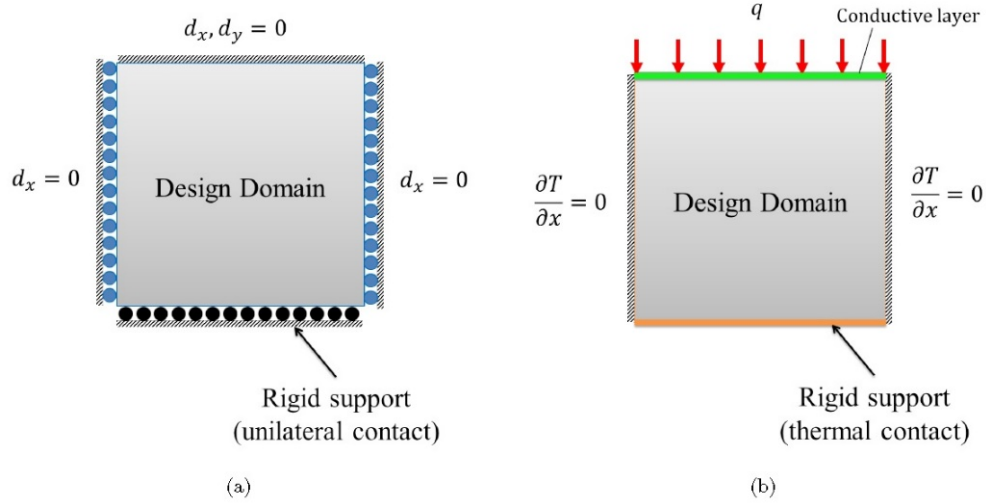 d_x, d_y = 0
d_x = 0
Design Domain
d_x = 0
Rigid support
(unilateral contact)
(a)
q
Conductive layer
∂T/∂x = 0
Design Domain
∂T/∂x = 0
Rigid support
(thermal contact)
(b)